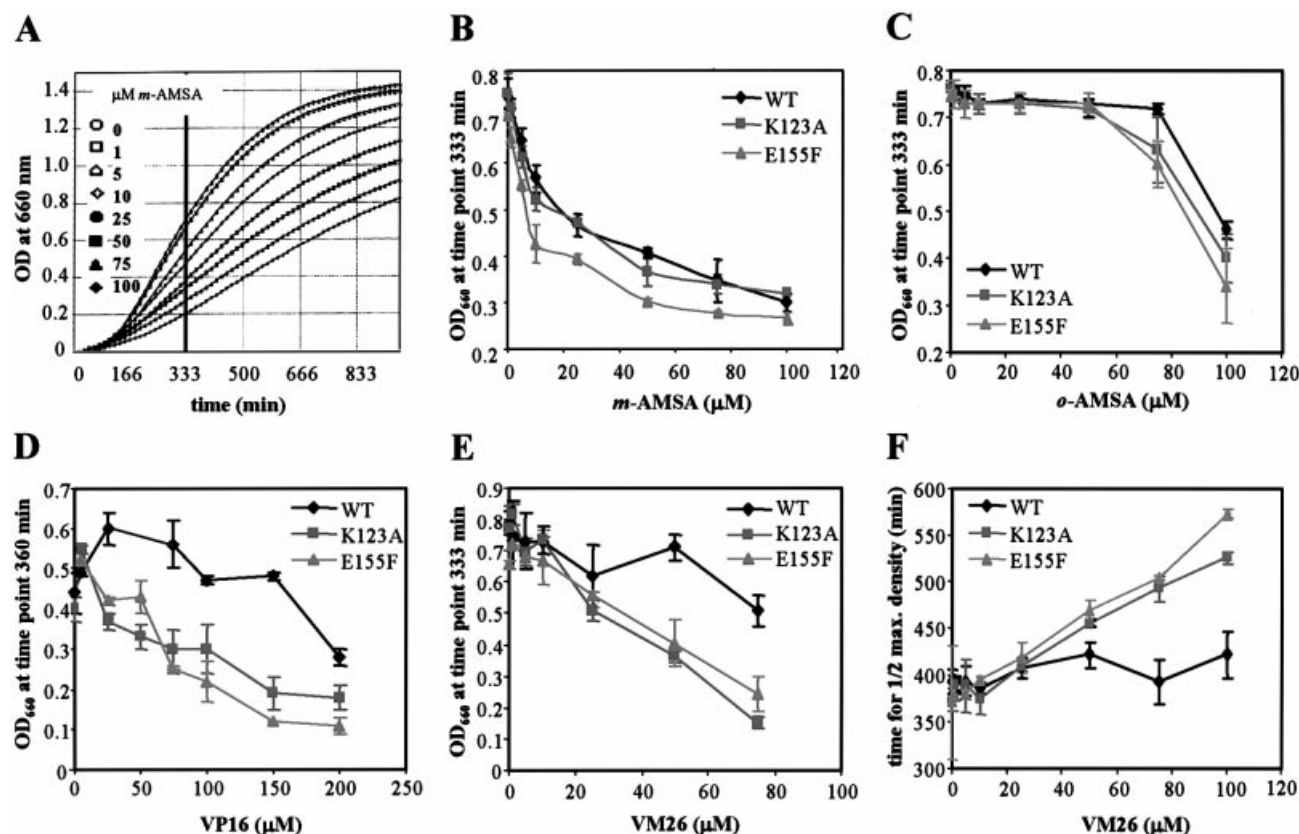 A
OD at 660 nm
1.4
1.2
1.0
0.8
0.6
0.4
0.2
0
μM m-AMSA
0
1
5
10
25
50
75
100
0 166 333 500 666 833
time (min)
B
OD660 at time point 333 min
0.8
0.7
0.6
0.5
0.4
0.3
0.2
WT
K123A
E155F
0 20 40 60 80 100 120
m-AMSA (μM)
C
OD660 at time point 333 min
0.8
0.7
0.6
0.5
0.4
0.3
0.2
WT
K123A
E155F
0 20 40 60 80 100 120
o-AMSA (μM)
D
OD660 at time point 360 min
0.7
0.6
0.5
0.4
0.3
0.2
0.1
0
WT
K123A
E155F
0 50 100 150 200 250
VP16 (μM)
E
OD660 at time point 333 min
0.9
0.8
0.7
0.6
0.5
0.4
0.3
0.2
0.1
0
WT
K123A
E155F
0 20 40 60 80 100
VM26 (μM)
F
time for 1/2 max. density (min)
600
550
500
450
400
350
300
WT
K123A
E155F
0 20 40 60 80 100 120
VM26 (μM)